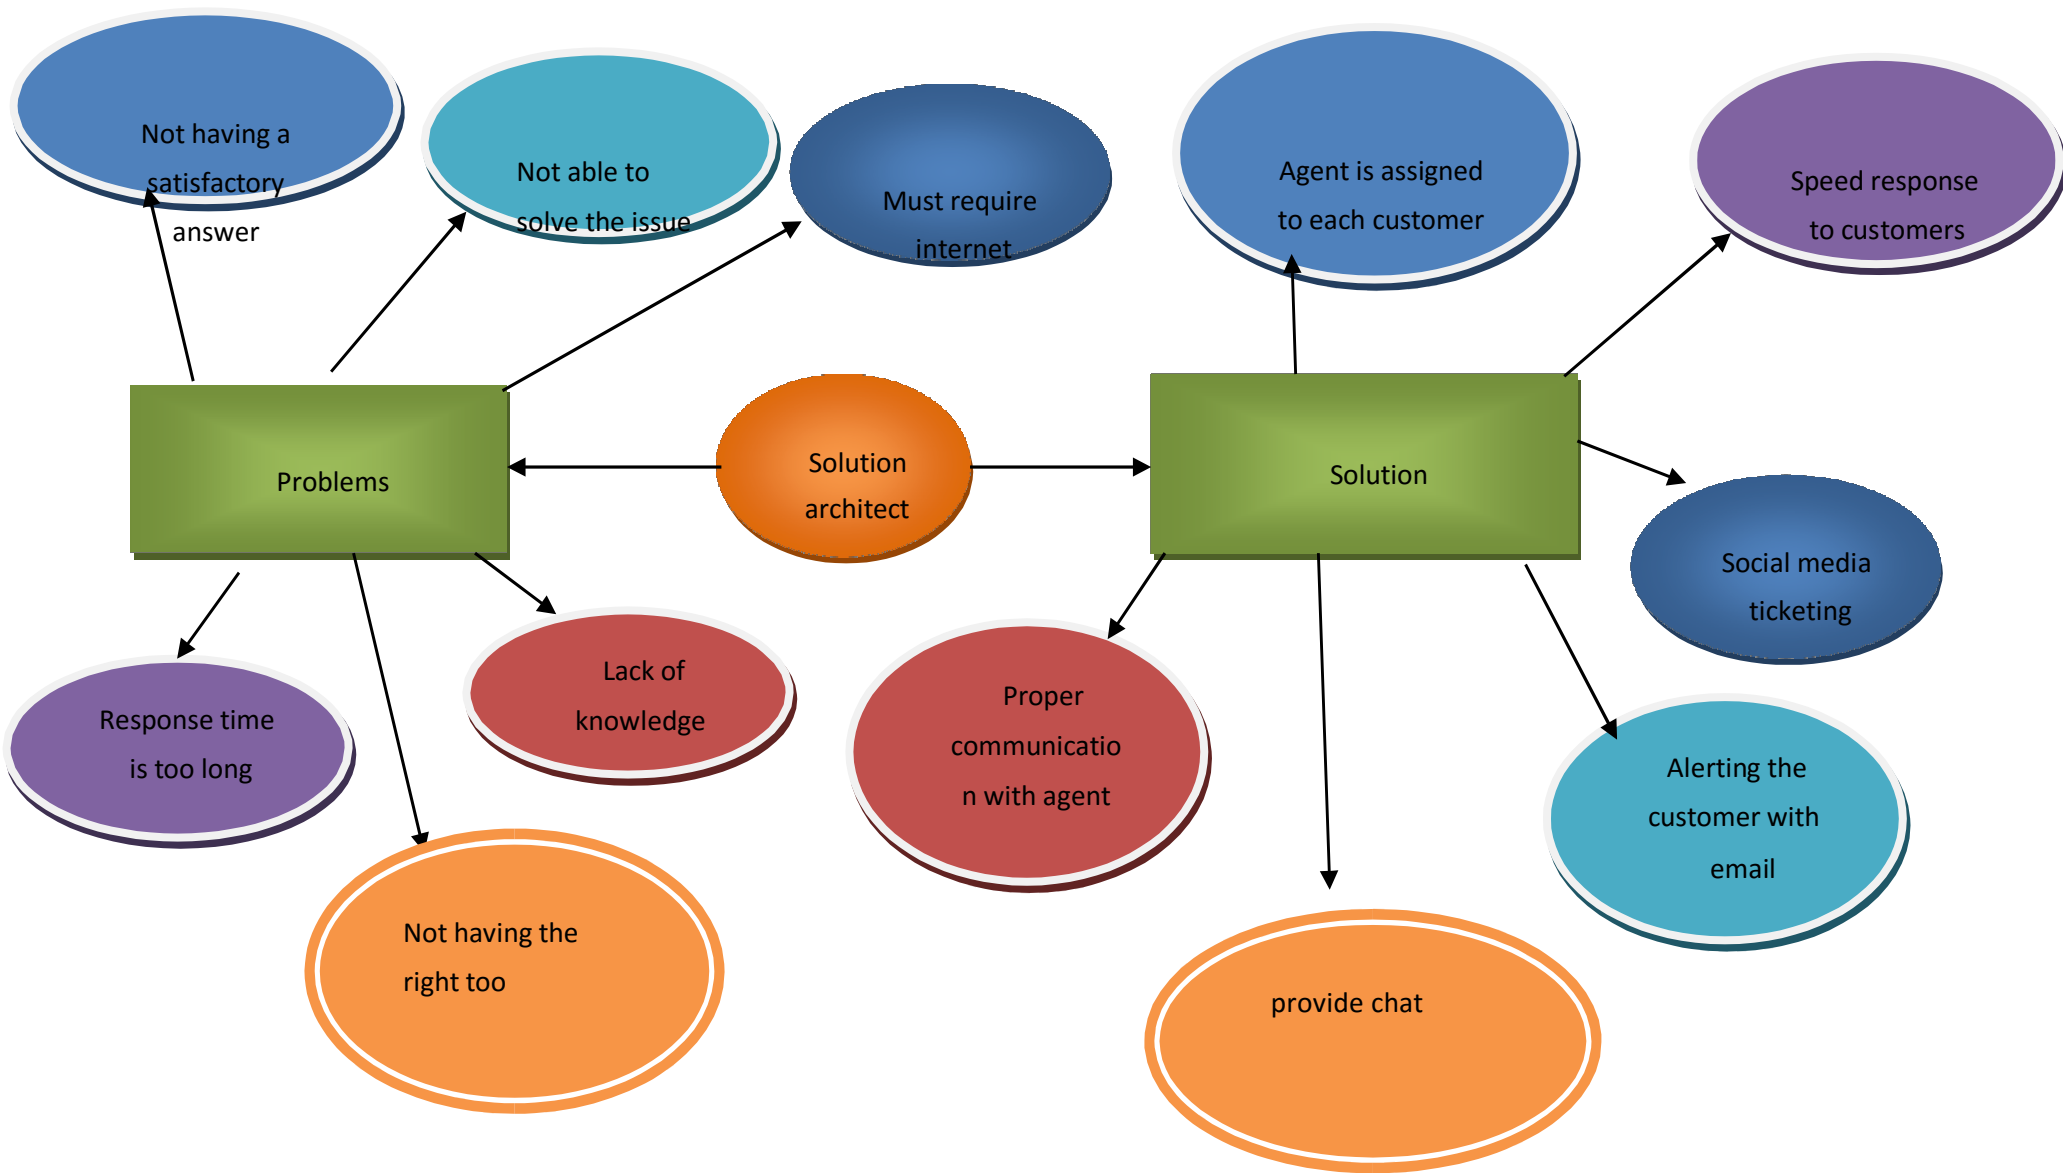 Not having a
satisfactory
answer
Not able to
solve the issue
Must require
internet
Agent is assigned
to each customer
Speed response
to customers
Problems
Solution
architect
Solution
Social media
ticketing
Response time
is too long
Lack of
knowledge
Proper
communicatio
n with agent
Alerting the
customer with
email
Not having the
right too
provide chat